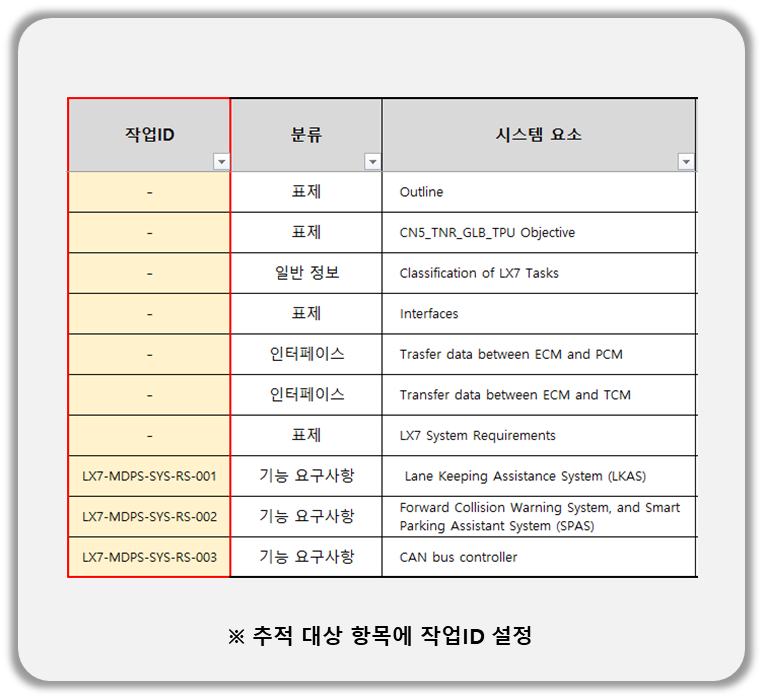 작업ID 분류 시스템 요소
- 표제 Outline
- 표제 CN5_TNR_GLB_TPU Objective
- 일반 정보 Classification of LX7 Tasks
- 표제 Interfaces
- 인터페이스 Trasfer data between ECM and PCM
- 인터페이스 Transfer data between ECM and TCM
- 표제 LX7 System Requirements
LX7-MDPS-SYS-RS-001 기능 요구사항 Lane Keeping Assistance System (LKAS)
LX7-MDPS-SYS-RS-002 기능 요구사항 Forward Collision Warning System, and Smart
Parking Assistant System (SPAS)
LX7-MDPS-SYS-RS-003 기능 요구사항 CAN bus controller
※ 추적 대상 항목에 작업ID 설정